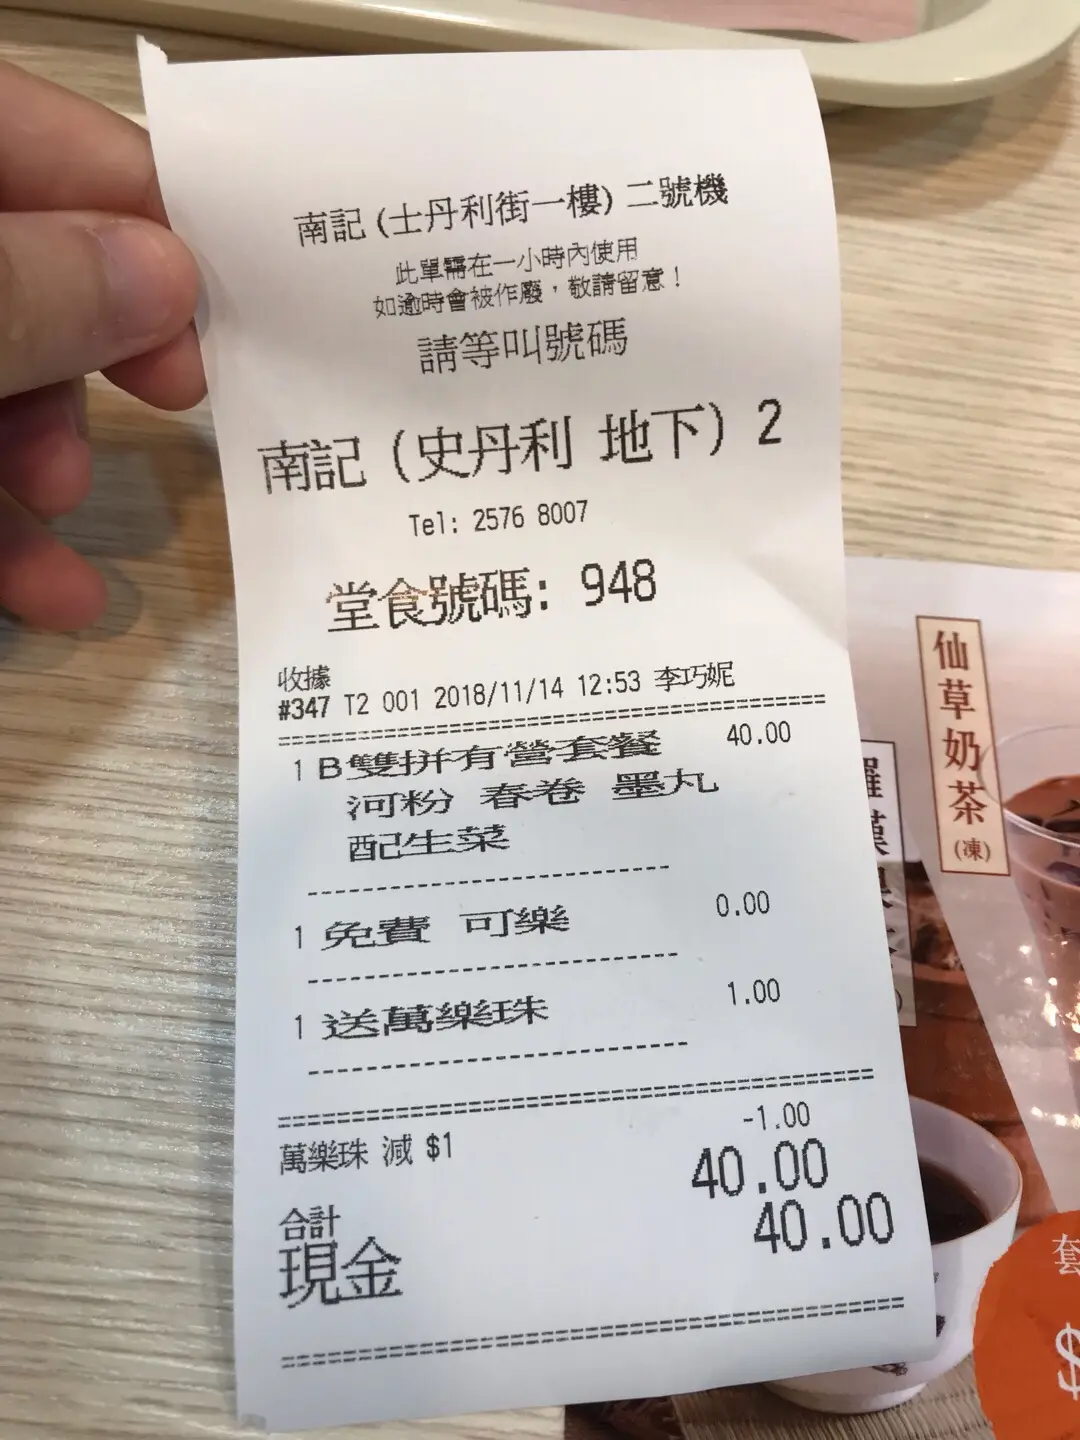 南記 (士丹利街一樓) 二號機
此單需在一小時內使用
如逾時會被作廢，敬請留意！
請等叫號碼
南記（史丹利 地下）2
Tel: 2576 8007
堂食號碼: 948
收據
#347 T2 001 2018/11/14 12:53 李巧妮
1 B雙拼有營套餐 40.00
河粉 春卷 墨丸
配生菜
1 免費 可樂 0.00
1 送萬樂珠 1.00
萬樂珠 減 $1 -1.00
合計 40.00
現金 40.00
仙草奶茶
(凍)
套
$